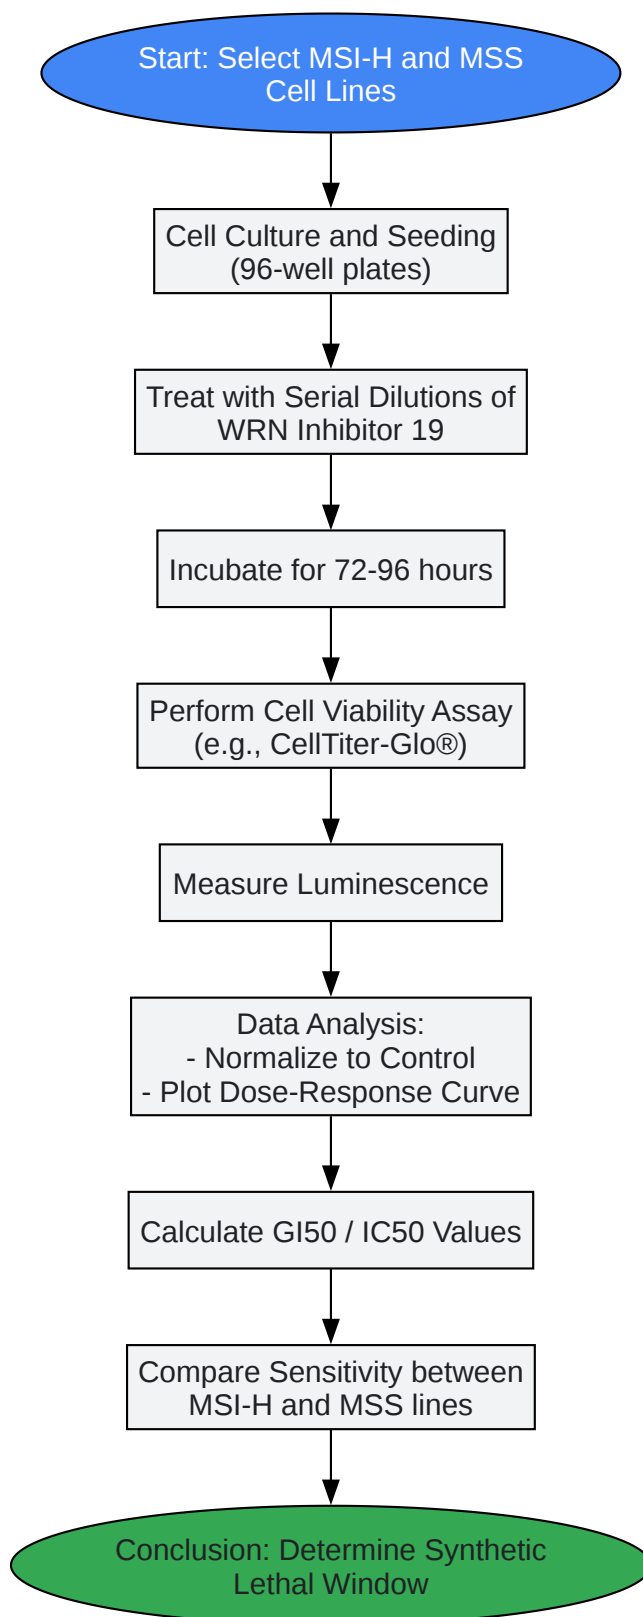 Start: Select MSI-H and MSS
Cell Lines
Cell Culture and Seeding
(96-well plates)
Treat with Serial Dilutions of
WRN Inhibitor 19
Incubate for 72-96 hours
Perform Cell Viability Assay
(e.g., CellTiter-Glo®)
Measure Luminescence
Data Analysis:
- Normalize to Control
- Plot Dose-Response Curve
Calculate GI50 / IC50 Values
Compare Sensitivity between
MSI-H and MSS lines
Conclusion: Determine Synthetic
Lethal Window